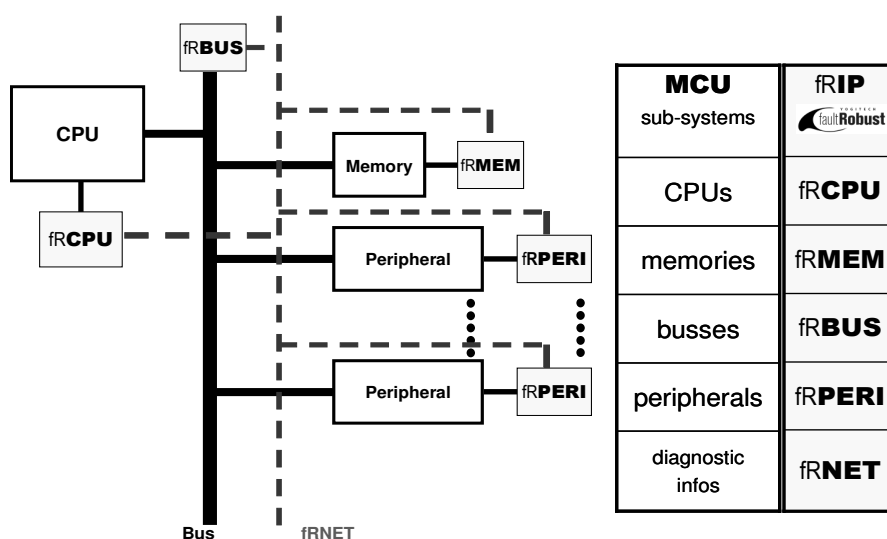 fRBUS
CPU
Memory
fRMEM
fRCPU
Peripheral
fRPERI
Peripheral
fRPERI
Bus
fRNET
MCU
sub-systems
fRIP
YOGITECH
faultRobust
CPUs
fRCPU
memories
fRMEM
busses
fRBUS
peripherals
fRPERI
diagnostic
infos
fRNET